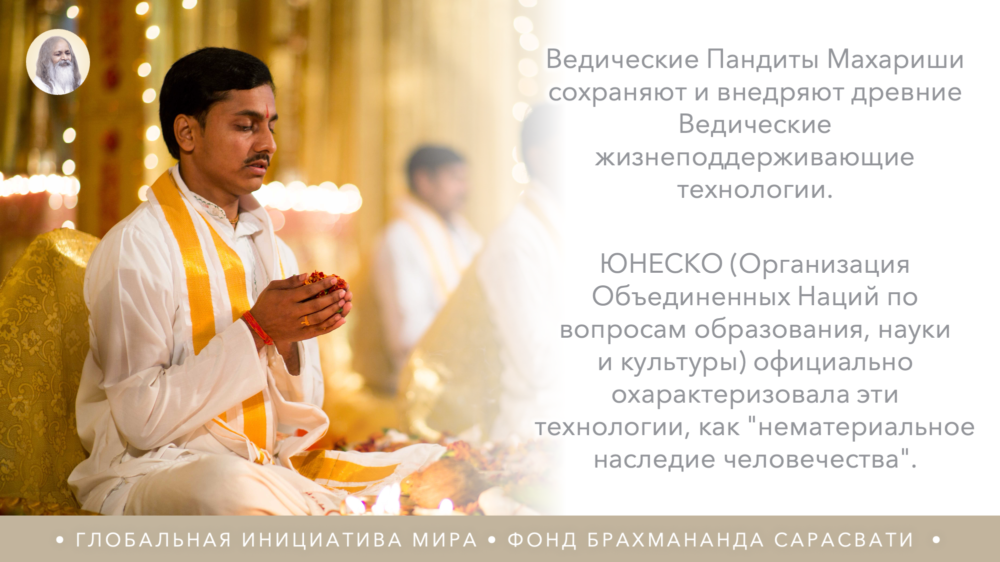 Ведические Пандиты Махариши
сохраняют и внедряют древние
Ведические
жизнеподдерживающие
технологии.
ЮНЕСКО (Организация
Объединенных Наций по
вопросам образования, науки
и культуры) официально
охарактеризовала эти
технологии, как "нематериальное
наследие человечества".
• ГЛОБАЛЬНАЯ ИНИЦИАТИВА МИРА • ФОНД БРАХМАНАНДА САРАСВАТИ •